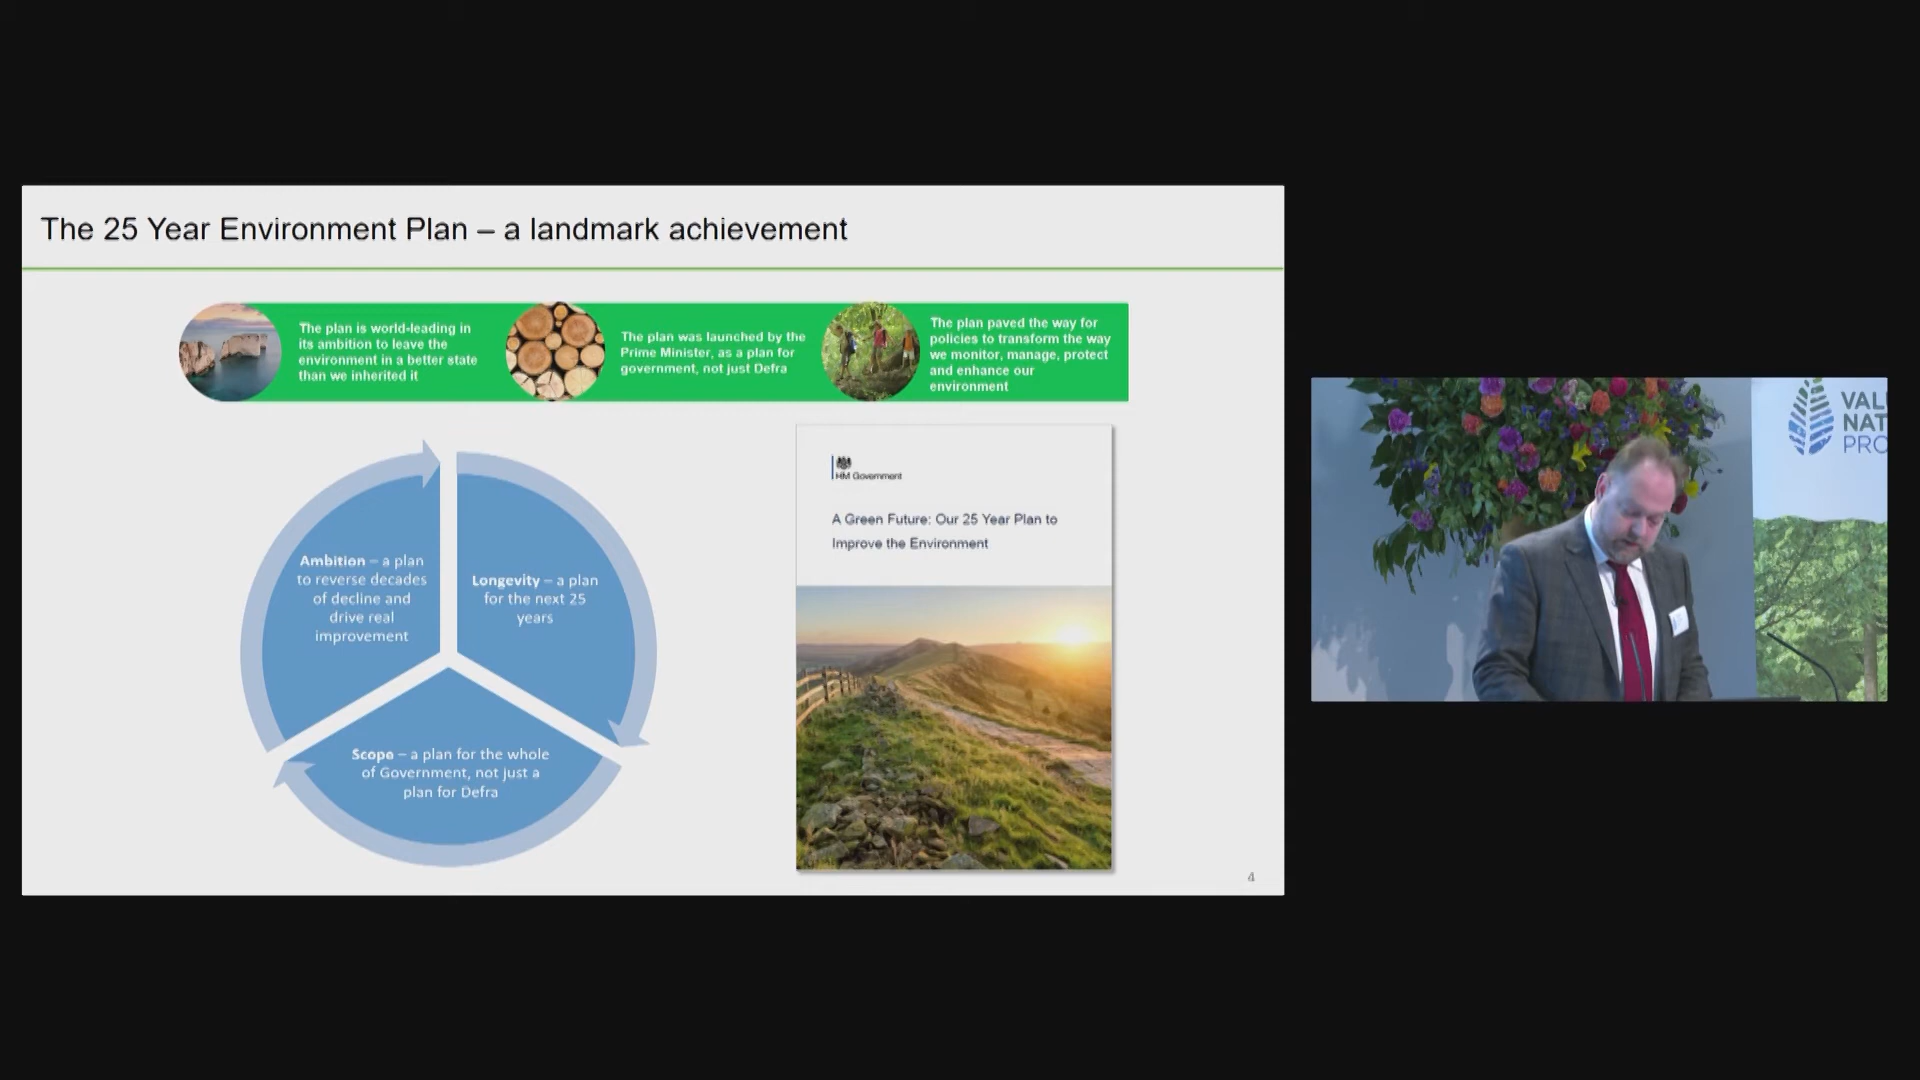 The 25 Year Environment Plan – a landmark achievement
The plan is world-leading in
its ambition to leave the
environment in a better state
than we inherited it
The plan was launched by the
Prime Minister, as a plan for
government, not just Defra
The plan paved the way for
policies to transform the way
we monitor, manage, protect
and enhance our
environment
Ambition – a plan
to reverse decades
of decline and
drive real
improvement
Longevity – a plan
for the next 25
years
Scope – a plan for the whole
of Government, not just a
plan for Defra
HM Government
A Green Future: Our 25 Year Plan to
Improve the Environment
4
VAL
NAT
PRO